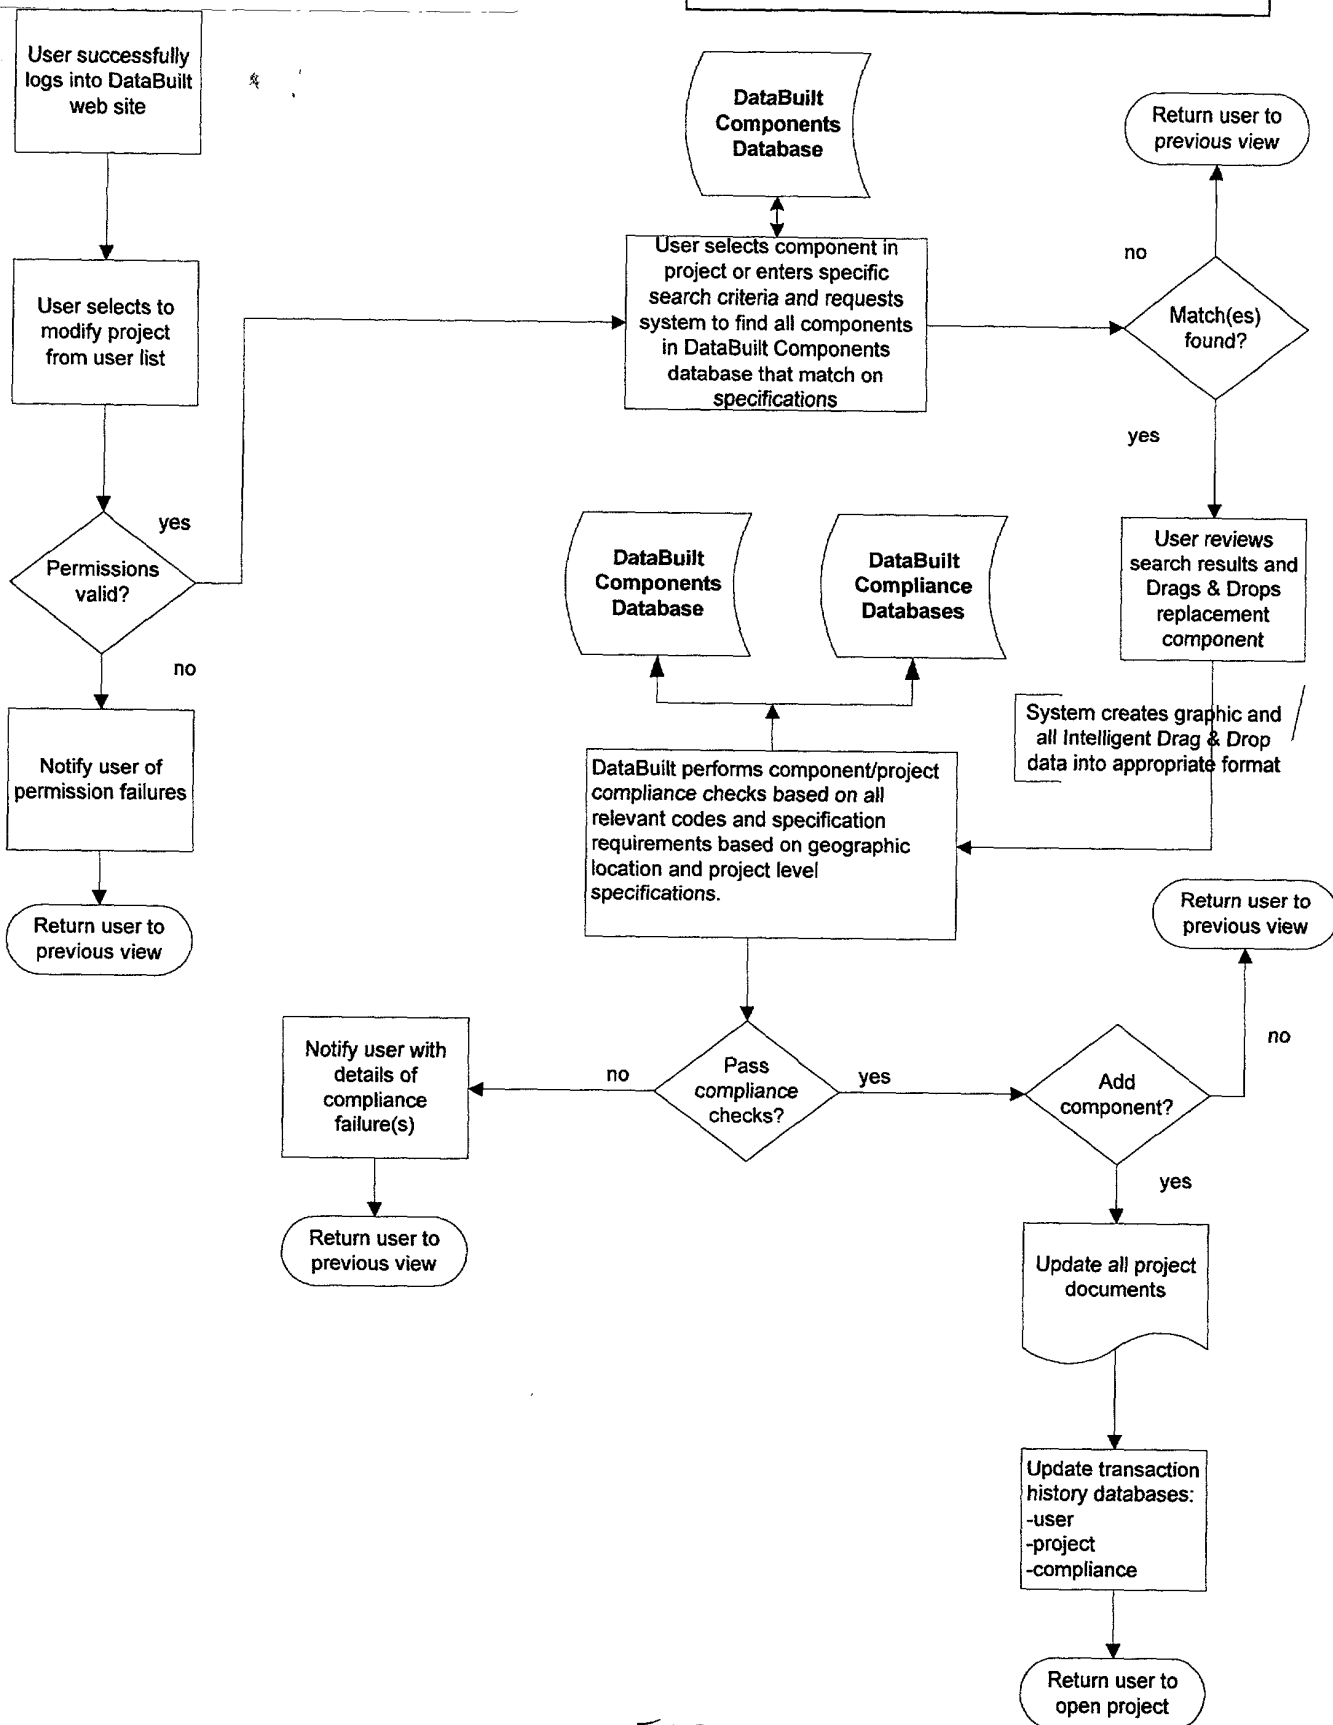 User successfully
logs into DataBuilt
web site
DataBuilt
Components
Database
Return user to
previous view
User selects to
modify project
from user list
User selects component in
project or enters specific
search criteria and requests
system to find all components
in DataBuilt Components
database that match on
specifications
no
Match(es)
found?
yes
yes
Permissions
valid?
no
DataBuilt
Components
Database
DataBuilt
Compliance
Databases
User reviews
search results and
Drags & Drops
replacement
component
System creates graphic and
all Intelligent Drag & Drop
data into appropriate format
Notify user of
permission failures
DataBuilt performs component/project
compliance checks based on all
relevant codes and specification
requirements based on geographic
location and project level
specifications.
Return user to
previous view
Return user to
previous view
Notify user with
details of
compliance
failure(s)
no
Pass
compliance
checks?
yes
Add
component?
no
yes
Return user to
previous view
Update all project
documents
Update transaction
history databases:
-user
-project
-compliance
Return user to
open project